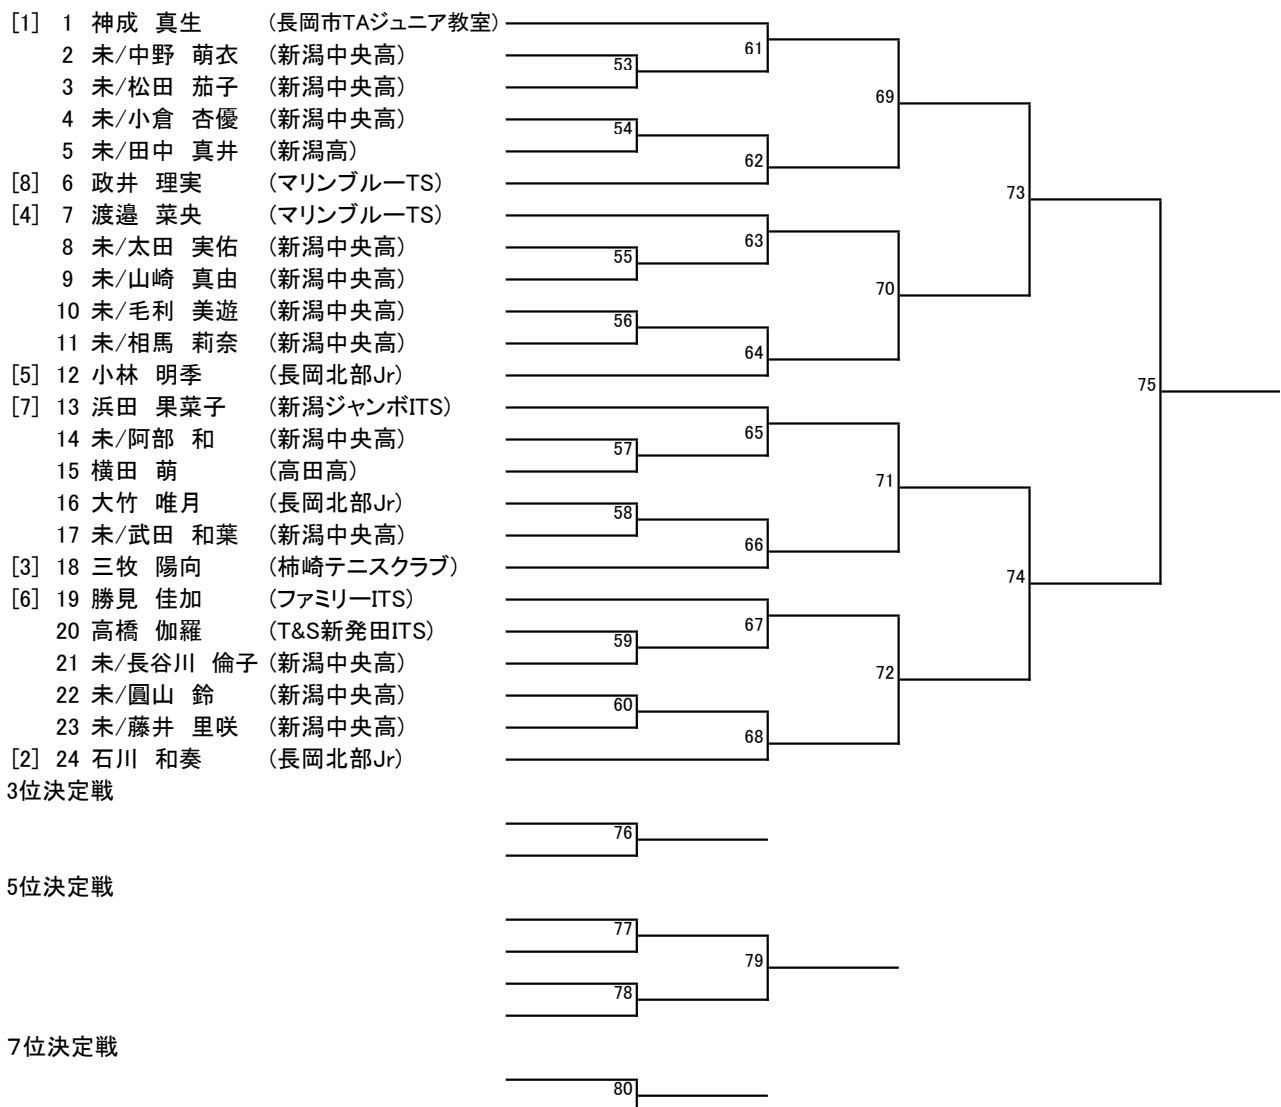 [1] 1 神成 真生 (長岡市TAジュニア教室)
61
2 未/中野 萌衣 (新潟中央高)
53
3 未/松田 茄子 (新潟中央高)
69
4 未/小倉 杏優 (新潟中央高)
54
5 未/田中 真井 (新潟高)
62
[8] 6 政井 理実 (マリンブルーTS)
73
[4] 7 渡邉 菜央 (マリンブルーTS)
63
8 未/太田 実佑 (新潟中央高)
55
9 未/山崎 真由 (新潟中央高)
70
10 未/毛利 美遊 (新潟中央高)
56
11 未/相馬 莉奈 (新潟中央高)
64
[5] 12 小林 明季 (長岡北部Jr)
75
[7] 13 浜田 果菜子 (新潟ジャンボITS)
65
14 未/阿部 和 (新潟中央高)
57
15 横田 萌 (高田高)
71
16 大竹 唯月 (長岡北部Jr)
58
17 未/武田 和葉 (新潟中央高)
66
[3] 18 三牧 陽向 (柿崎テニスクラブ)
74
[6] 19 勝見 佳加 (ファミリーITS)
67
20 高橋 伽羅 (T&S新発田ITS)
59
21 未/長谷川 倫子 (新潟中央高)
72
22 未/圓山 鈴 (新潟中央高)
60
23 未/藤井 里咲 (新潟中央高)
68
[2] 24 石川 和奏 (長岡北部Jr)
3位決定戦
76
5位決定戦
77
79
78
7位決定戦
80